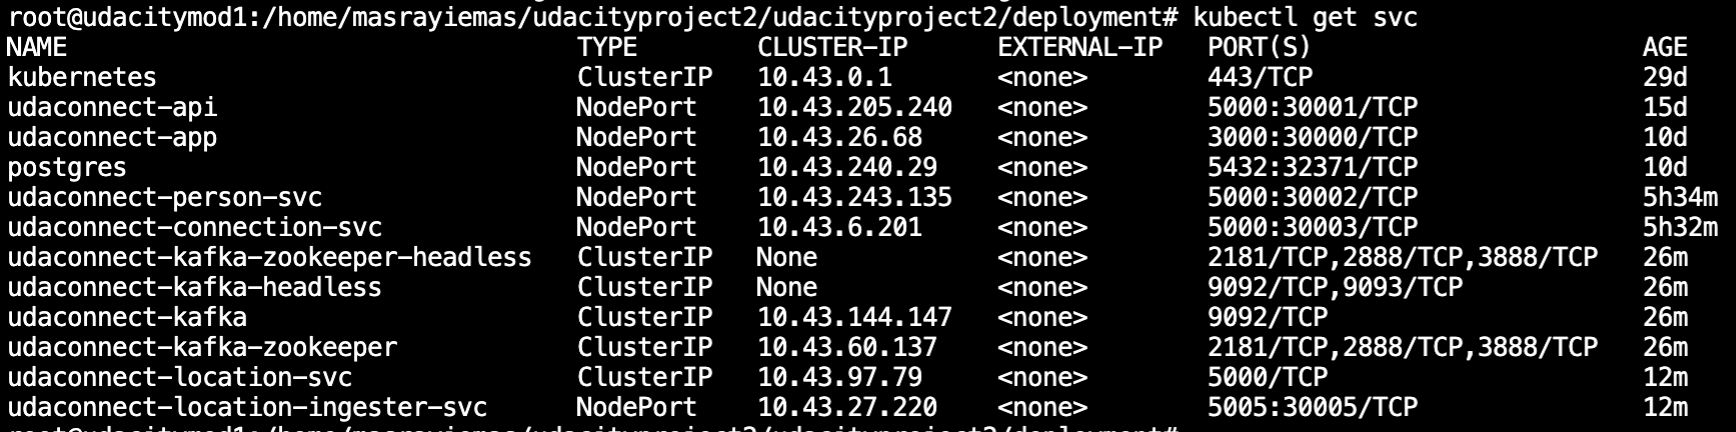 root@udacitymod1:/home/masrayiemas/udacityproject2/udacityproject2/deployment# kubectl get svc
NAME TYPE CLUSTER-IP EXTERNAL-IP PORT(S) AGE
kubernetes ClusterIP 10.43.0.1 <none> 443/TCP 29d
udaconnect-api NodePort 10.43.205.240 <none> 5000:30001/TCP 15d
udaconnect-app NodePort 10.43.26.68 <none> 3000:30000/TCP 10d
postgres NodePort 10.43.240.29 <none> 5432:32371/TCP 10d
udaconnect-person-svc NodePort 10.43.243.135 <none> 5000:30002/TCP 5h34m
udaconnect-connection-svc NodePort 10.43.6.201 <none> 5000:30003/TCP 5h32m
udaconnect-kafka-zookeeper-headless ClusterIP None <none> 2181/TCP,2888/TCP,3888/TCP 26m
udaconnect-kafka-headless ClusterIP None <none> 9092/TCP,9093/TCP 26m
udaconnect-kafka ClusterIP 10.43.144.147 <none> 9092/TCP 26m
udaconnect-kafka-zookeeper ClusterIP 10.43.60.137 <none> 2181/TCP,2888/TCP,3888/TCP 26m
udaconnect-location-svc ClusterIP 10.43.97.79 <none> 5000/TCP 12m
udaconnect-location-ingester-svc NodePort 10.43.27.220 <none> 5005:30005/TCP 12m
root@udacitymod1:/home/masrayiemas/udacityproject2/udacityproject2/deployment#